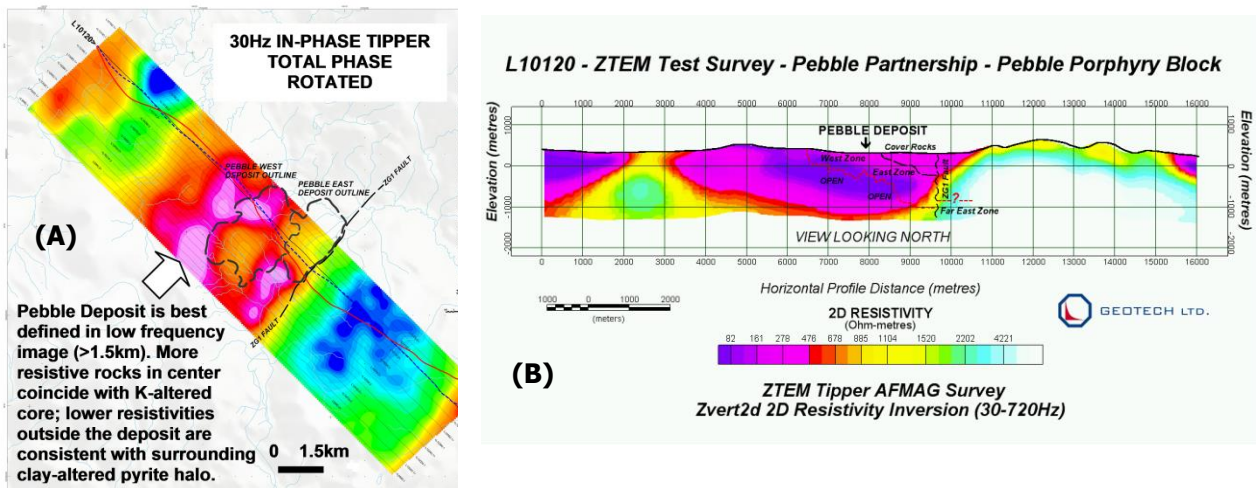 L10120>
30HZ IN-PHASE TIPPER
TOTAL PHASE
ROTATED
PEBBLE WEST
DEPOSIT OUTLINE
PEBBLE EAST
DEPOSIT OUTLINE
ZG1 FAULT
(A)
ZG1 FAULT
Pebble Deposit is best
defined in low frequency
image (>1.5km). More
resistive rocks in center
coincide with K-altered
core; lower resistivities
outside the deposit are
consistent with surrounding
clay-altered pyrite halo.
0 1.5km
L10120 - ZTEM Test Survey - Pebble Partnership - Pebble Porphyry Block
0 1000 2000 3000 4000 5000 6000 7000 8000 9000 10000 11000 12000 13000 14000 15000 16000
Elevation (metres)
1000
0
-1000
-2000
PEBBLE DEPOSIT
Cover Rocks
West Zone
East Zone
OPEN
OPEN
ZG1 Fault
?
Far East Zone
VIEW LOOKING NORTH
Elevation (metres)
1000
0
-1000
-2000
0 1000 2000 3000 4000 5000 6000 7000 8000 9000 10000 11000 12000 13000 14000 15000 16000
Horizontal Profile Distance (metres)
1000 0 1000 2000
(meters)
2D RESISTIVITY
(Ohm-metres)
82 161 278 476 678 885 1104 1520 2202 4221
GEOTECH LTD.
(B)
ZTEM Tipper AFMAG Survey
Zvert2d 2D Resistivity Inversion (30-720Hz)